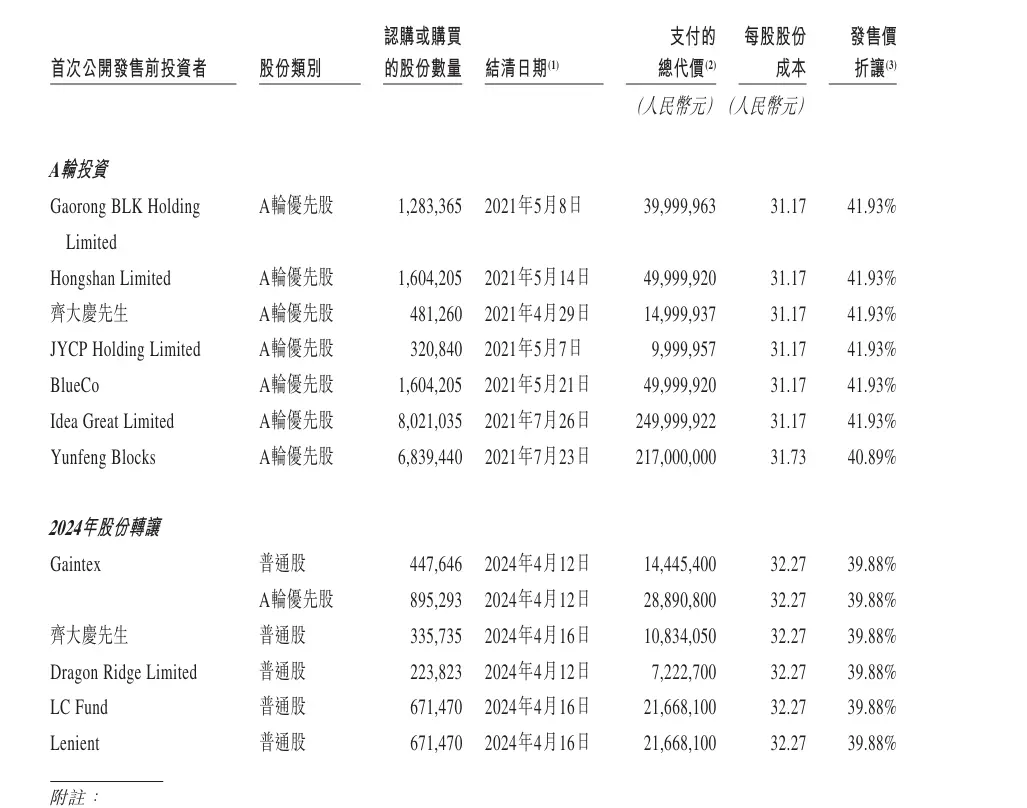 認購或購買 支付的 每股股份 發售價
首次公開發售前投資者 股份類別 的股份數量 結清日期(1) 總代價(2) 成本 折讓(3)
(人民幣元) (人民幣元)
A輪投資
Gaorong BLK Holding A輪優先股 1,283,365 2021年5月8日 39,999,963 31.17 41.93%
Limited
Hongshan Limited A輪優先股 1,604,205 2021年5月14日 49,999,920 31.17 41.93%
齊大慶先生 A輪優先股 481,260 2021年4月29日 14,999,937 31.17 41.93%
JYCP Holding Limited A輪優先股 320,840 2021年5月7日 9,999,957 31.17 41.93%
BlueCo A輪優先股 1,604,205 2021年5月21日 49,999,920 31.17 41.93%
Idea Great Limited A輪優先股 8,021,035 2021年7月26日 249,999,922 31.17 41.93%
Yunfeng Blocks A輪優先股 6,839,440 2021年7月23日 217,000,000 31.73 40.89%
2024年股份轉讓
Gaintex 普通股 447,646 2024年4月12日 14,445,400 32.27 39.88%
A輪優先股 895,293 2024年4月12日 28,890,800 32.27 39.88%
齊大慶先生 普通股 335,735 2024年4月16日 10,834,050 32.27 39.88%
Dragon Ridge Limited 普通股 223,823 2024年4月12日 7,222,700 32.27 39.88%
LC Fund 普通股 671,470 2024年4月16日 21,668,100 32.27 39.88%
Lenient 普通股 671,470 2024年4月16日 21,668,100 32.27 39.88%
附註：